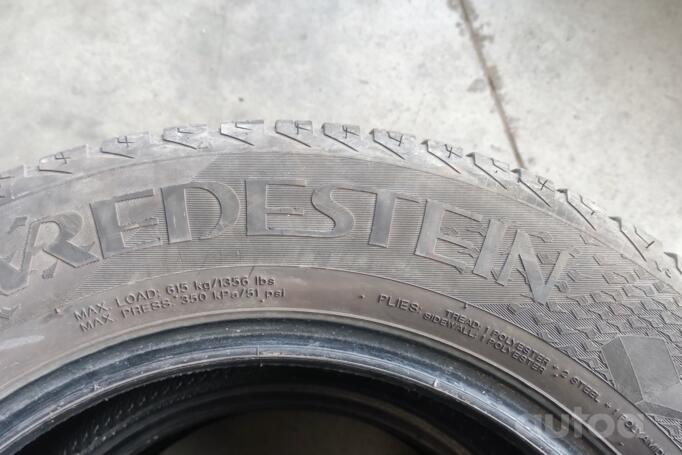 VREDESTEIN
MAX. LOAD: 615 kg/1356 lbs
MAX. PRESS: 350 kPa/51 psi
PLIES:
TREAD: 1 POLYESTER + 2 STEEL + 1
SIDEWALL: 1 POLYESTER
autoa